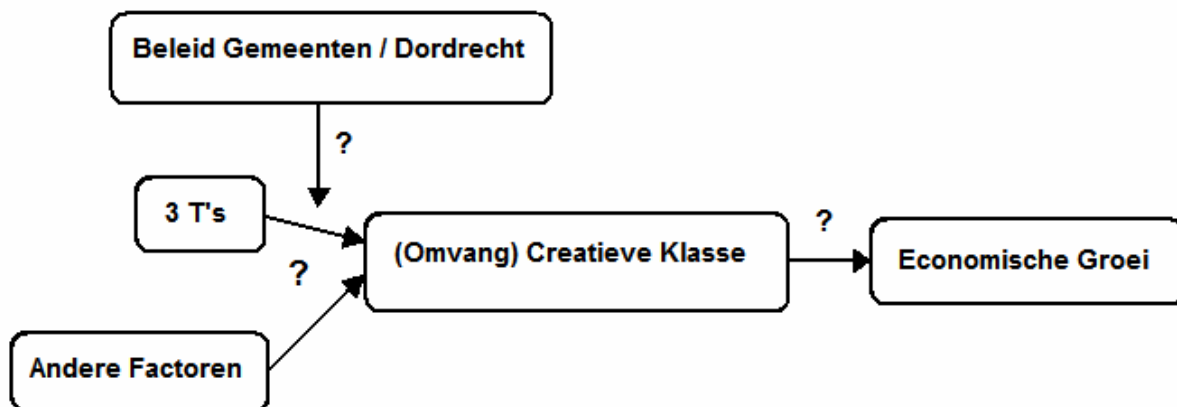 Beleid Gemeenten / Dordrecht
?
3 T's
(Omvang) Creatieve Klasse
?
Economische Groei
?
Andere Factoren